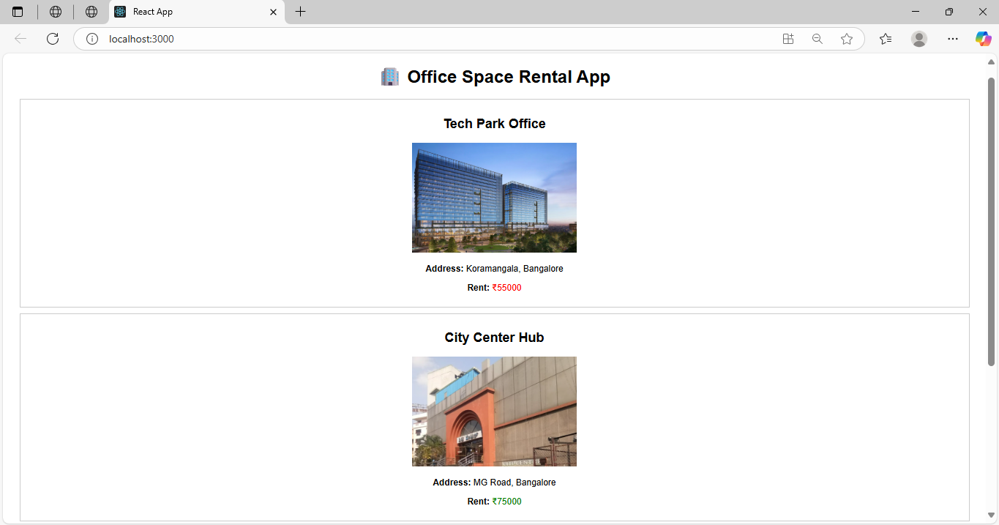 React App
localhost:3000
🏢 Office Space Rental App
Tech Park Office
Address: Koramangala, Bangalore
Rent: ₹55000
City Center Hub
Address: MG Road, Bangalore
Rent: ₹75000